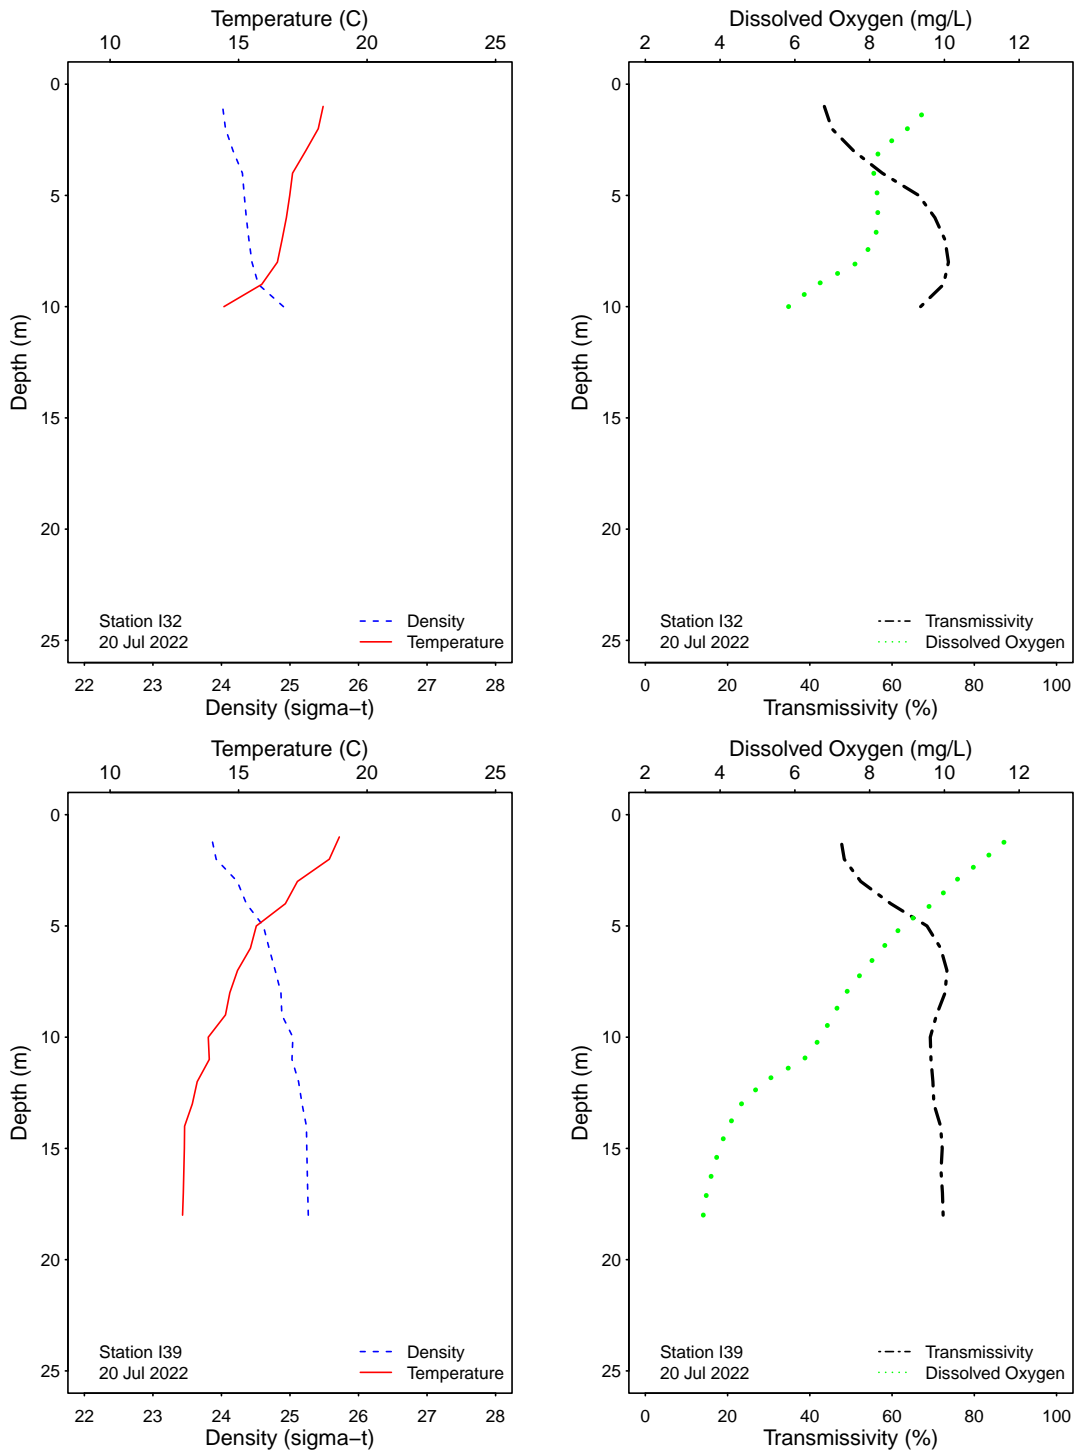 Temperature (C)
10 15 20 25
0
5
10
15
20
25
Depth (m)
Station I32
20 Jul 2022
Density
Temperature
22 23 24 25 26 27 28
Density (sigma−t)
Dissolved Oxygen (mg/L)
2 4 6 8 10 12
0
5
10
15
20
25
Depth (m)
Station I32
20 Jul 2022
Transmissivity
Dissolved Oxygen
0 20 40 60 80 100
Transmissivity (%)
Temperature (C)
10 15 20 25
0
5
10
15
20
25
Depth (m)
Station I39
20 Jul 2022
Density
Temperature
22 23 24 25 26 27 28
Density (sigma−t)
Dissolved Oxygen (mg/L)
2 4 6 8 10 12
0
5
10
15
20
25
Depth (m)
Station I39
20 Jul 2022
Transmissivity
Dissolved Oxygen
0 20 40 60 80 100
Transmissivity (%)